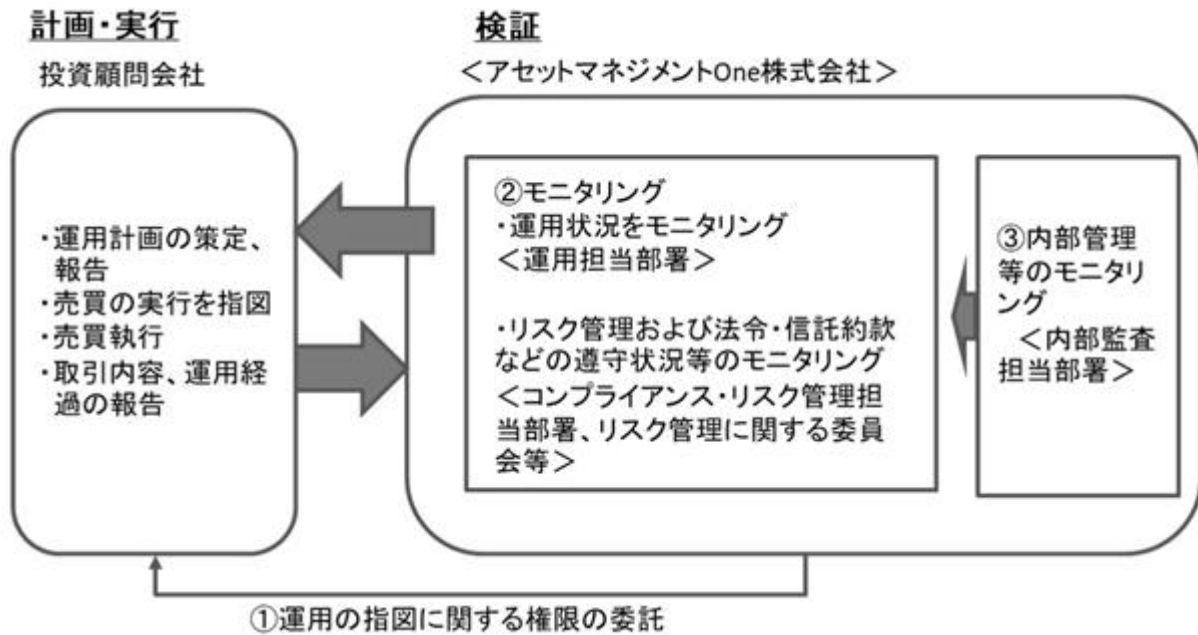 計画・実行
投資顧問会社
・運用計画の策定、
報告
・売買の実行を指図
・売買執行
・取引内容、運用経
過の報告
検証
＜アセットマネジメントOne株式会社＞
②モニタリング
・運用状況をモニタリング
＜運用担当部署＞
・リスク管理および法令・信託約款
などの遵守状況等のモニタリング
＜コンプライアンス・リスク管理担
当部署、リスク管理に関する委員
会等＞
③内部管理
等のモニタリ
ング
＜内部監査
担当部署＞
①運用の指図に関する権限の委託